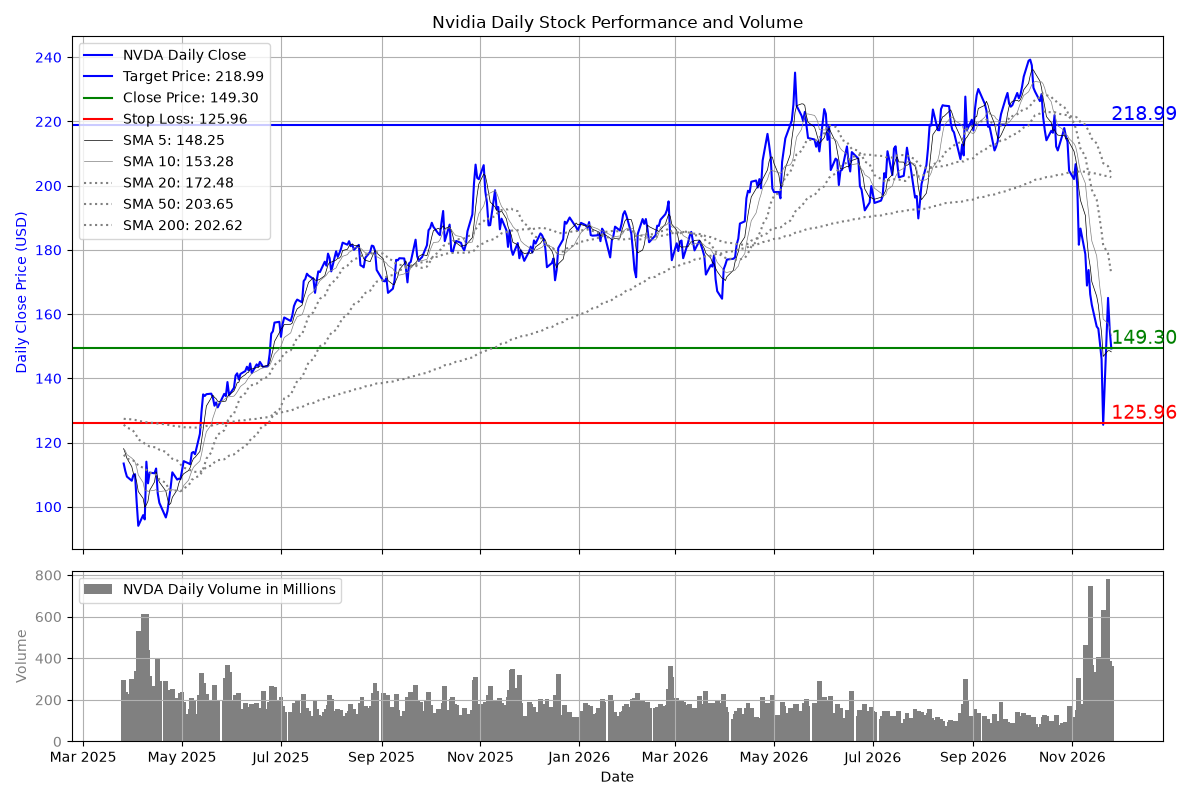 Nvidia Daily Stock Performance and Volume
Daily Close Price (USD)
240
220
200
180
160
140
120
100
NVDA Daily Close
Target Price: 218.99
Close Price: 149.30
Stop Loss: 125.96
SMA 5: 148.25
SMA 10: 153.28
SMA 20: 172.48
SMA 50: 203.65
SMA 200: 202.62
218.99
149.30
125.96
Volume
800
600
400
200
0
NVDA Daily Volume in Millions
Mar 2025 May 2025 Jul 2025 Sep 2025 Nov 2025 Jan 2026 Mar 2026 May 2026 Jul 2026 Sep 2026 Nov 2026
Date